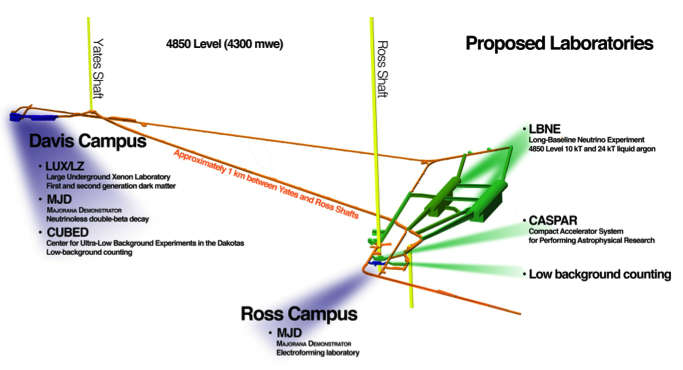 4850 Level (4300 mwe)
Proposed Laboratories
Yates Shaft
Ross Shaft
Davis Campus
• LUX/LZ
Large Underground Xenon Laboratory
First and second generation dark matter
• MJD
MAJORANA DEMONSTRATOR
Neutrinoless double-beta decay
• CUBED
Center for Ultra-Low Background Experiments in the Dakotas
Low-background counting
Approximately 1 km between Yates and Ross Shafts
• LBNE
Long-Baseline Neutrino Experiment
4850 Level 10 kT and 24 kT liquid argon
• CASPAR
Compact Accelerator System
for Performing Astrophysical Research
• Low background counting
Ross Campus
• MJD
MAJORANA DEMONSTRATOR
Electroforming laboratory